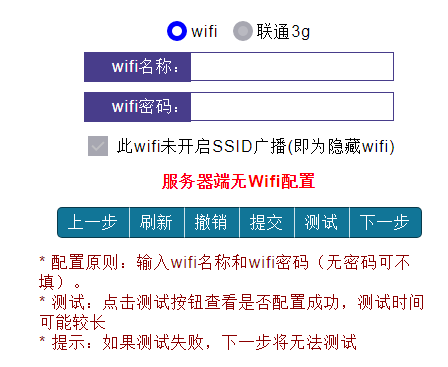 wifi 联通3g
wifi名称：
wifi密码：
此wifi未开启SSID广播(即为隐藏wifi)
服务器端无Wifi配置
上一步 刷新 撤销 提交 测试 下一步
* 配置原则：输入wifi名称和wifi密码（无密码可不
填）。
* 测试：点击测试按钮查看是否配置成功，测试时间
可能较长
* 提示：如果测试失败，下一步将无法测试